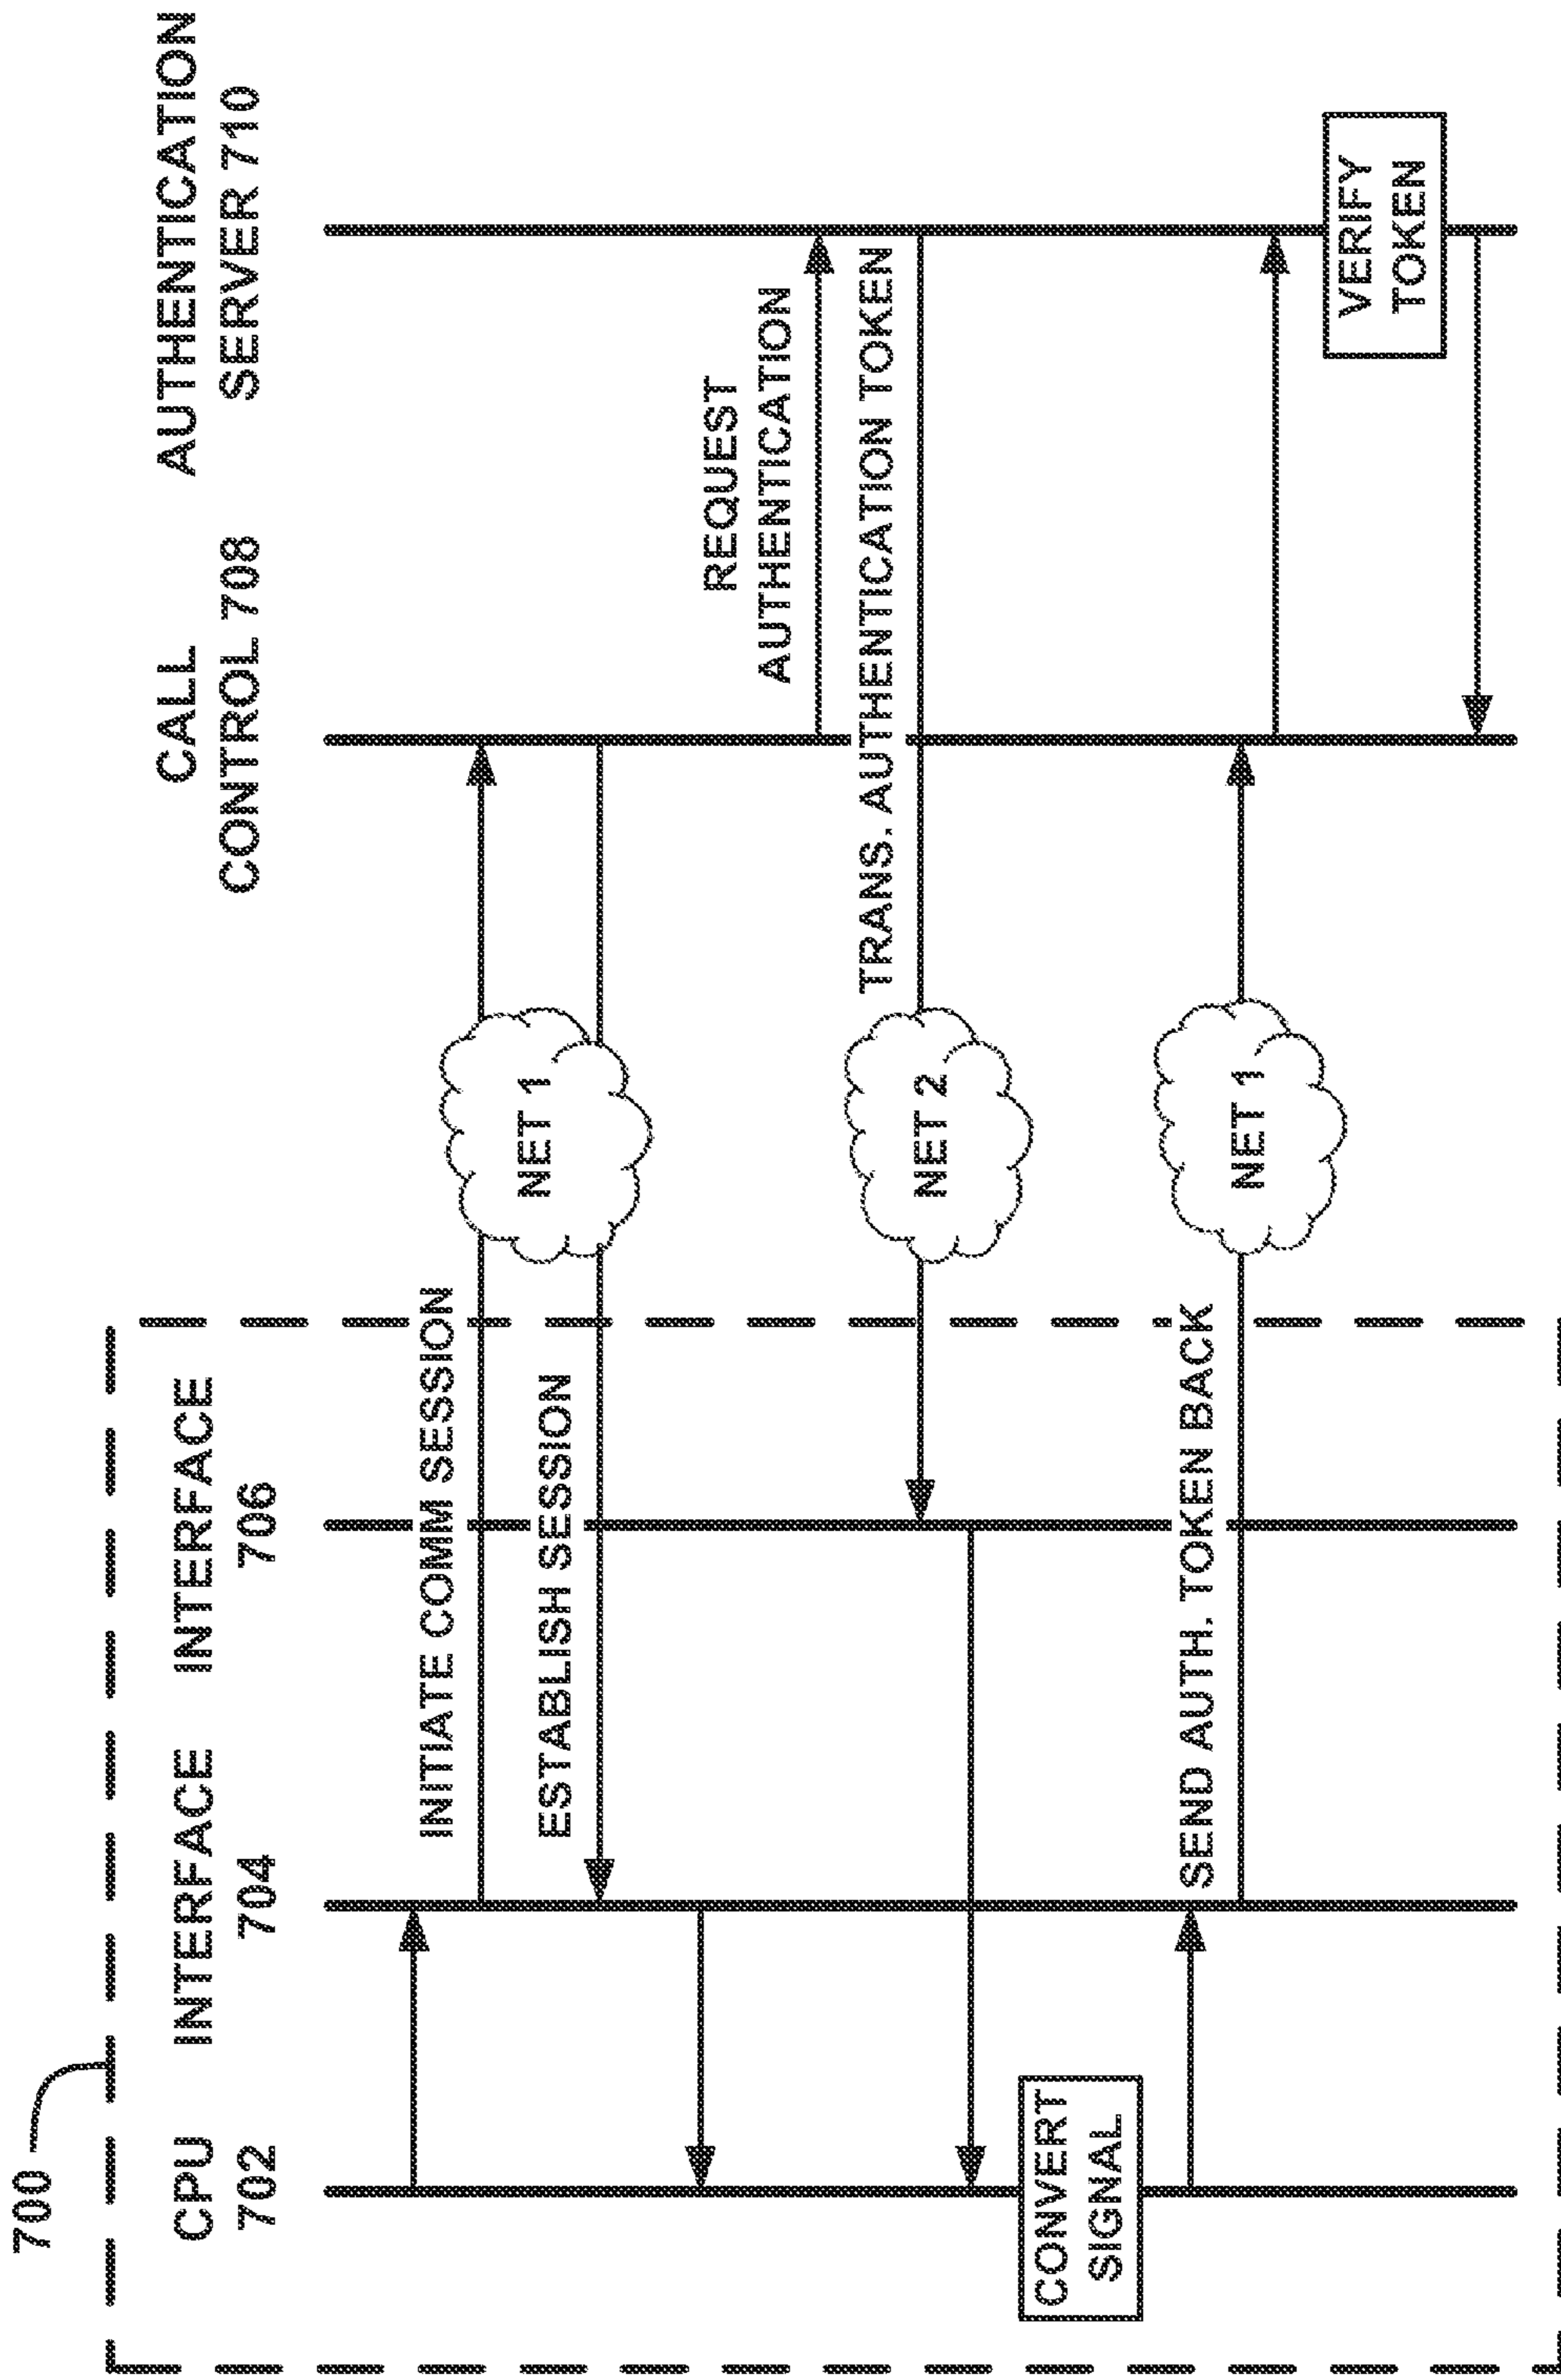 700
CPU
702
INTERFACE
704
INTERFACE
706
CALL
CONTROL 708
AUTHENTICATION
SERVER 710
INITIATE COMM SESSION
NET 1
ESTABLISH SESSION
REQUEST
AUTHENTICATION
TRANS. AUTHENTICATION TOKEN
NET 2
CONVERT
SIGNAL
SEND AUTH. TOKEN BACK
NET 1
VERIFY
TOKEN